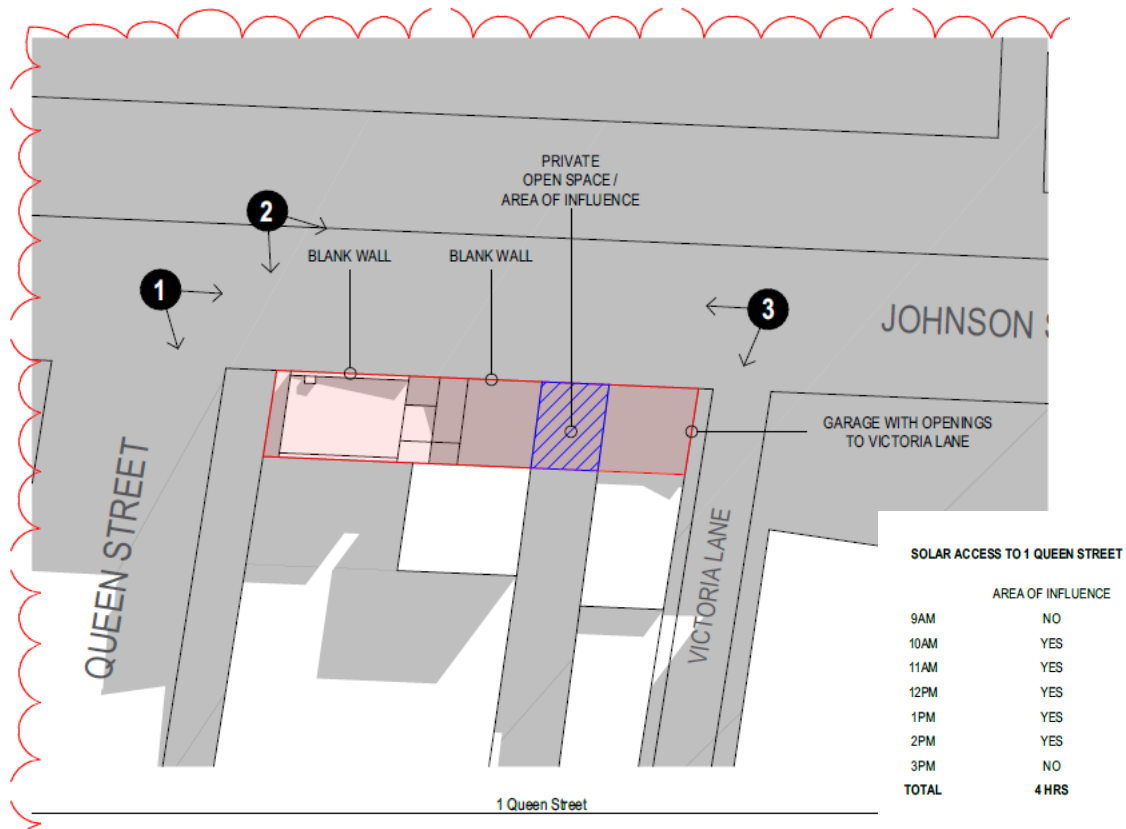 PRIVATE
OPEN SPACE /
AREA OF INFLUENCE
2
BLANK WALL
BLANK WALL
1
3
JOHNSON S
GARAGE WITH OPENINGS
TO VICTORIA LANE
QUEEN STREET
VICTORIA LANE
SOLAR ACCESS TO 1 QUEEN STREET
AREA OF INFLUENCE
9AM NO
10AM YES
11AM YES
12PM YES
1PM YES
2PM YES
3PM NO
TOTAL 4 HRS
1 Queen Street